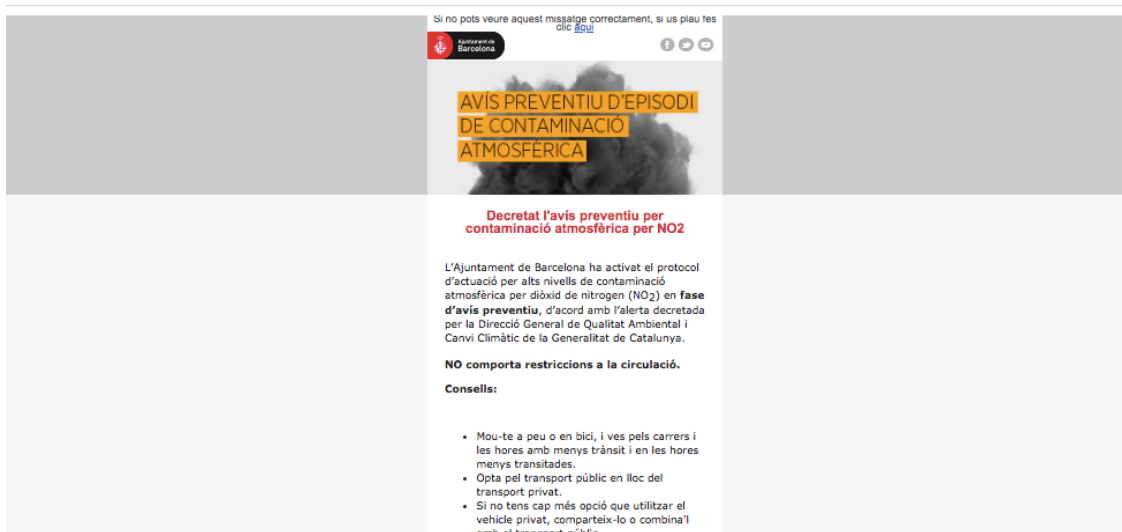 Si no pots veure aquest missatge correctament, si us plau fes
clic aquí
Ajuntament de
Barcelona
AVÍS PREVENTIU D'EPISODI
DE CONTAMINACIÓ
ATMOSFÈRICA
Decretat l'avís preventiu per
contaminació atmosfèrica per NO2
L'Ajuntament de Barcelona ha activat el protocol
d'actuació per alts nivells de contaminació
atmosfèrica per diòxid de nitrogen (NO2) en fase
d'avís preventiu, d'acord amb l'alerta decretada
per la Direcció General de Qualitat Ambiental i
Canvi Climàtic de la Generalitat de Catalunya.
NO comporta restriccions a la circulació.
Consells:
• Mou-te a peu o en bici, i ves pels carrers i
les hores amb menys trànsit i en les hores
menys transitades.
• Opta pel transport públic en lloc del
transport privat.
• Si no tens cap més opció que utilitzar el
vehicle privat, comparteix-lo o combina'l
amb el transport públic.